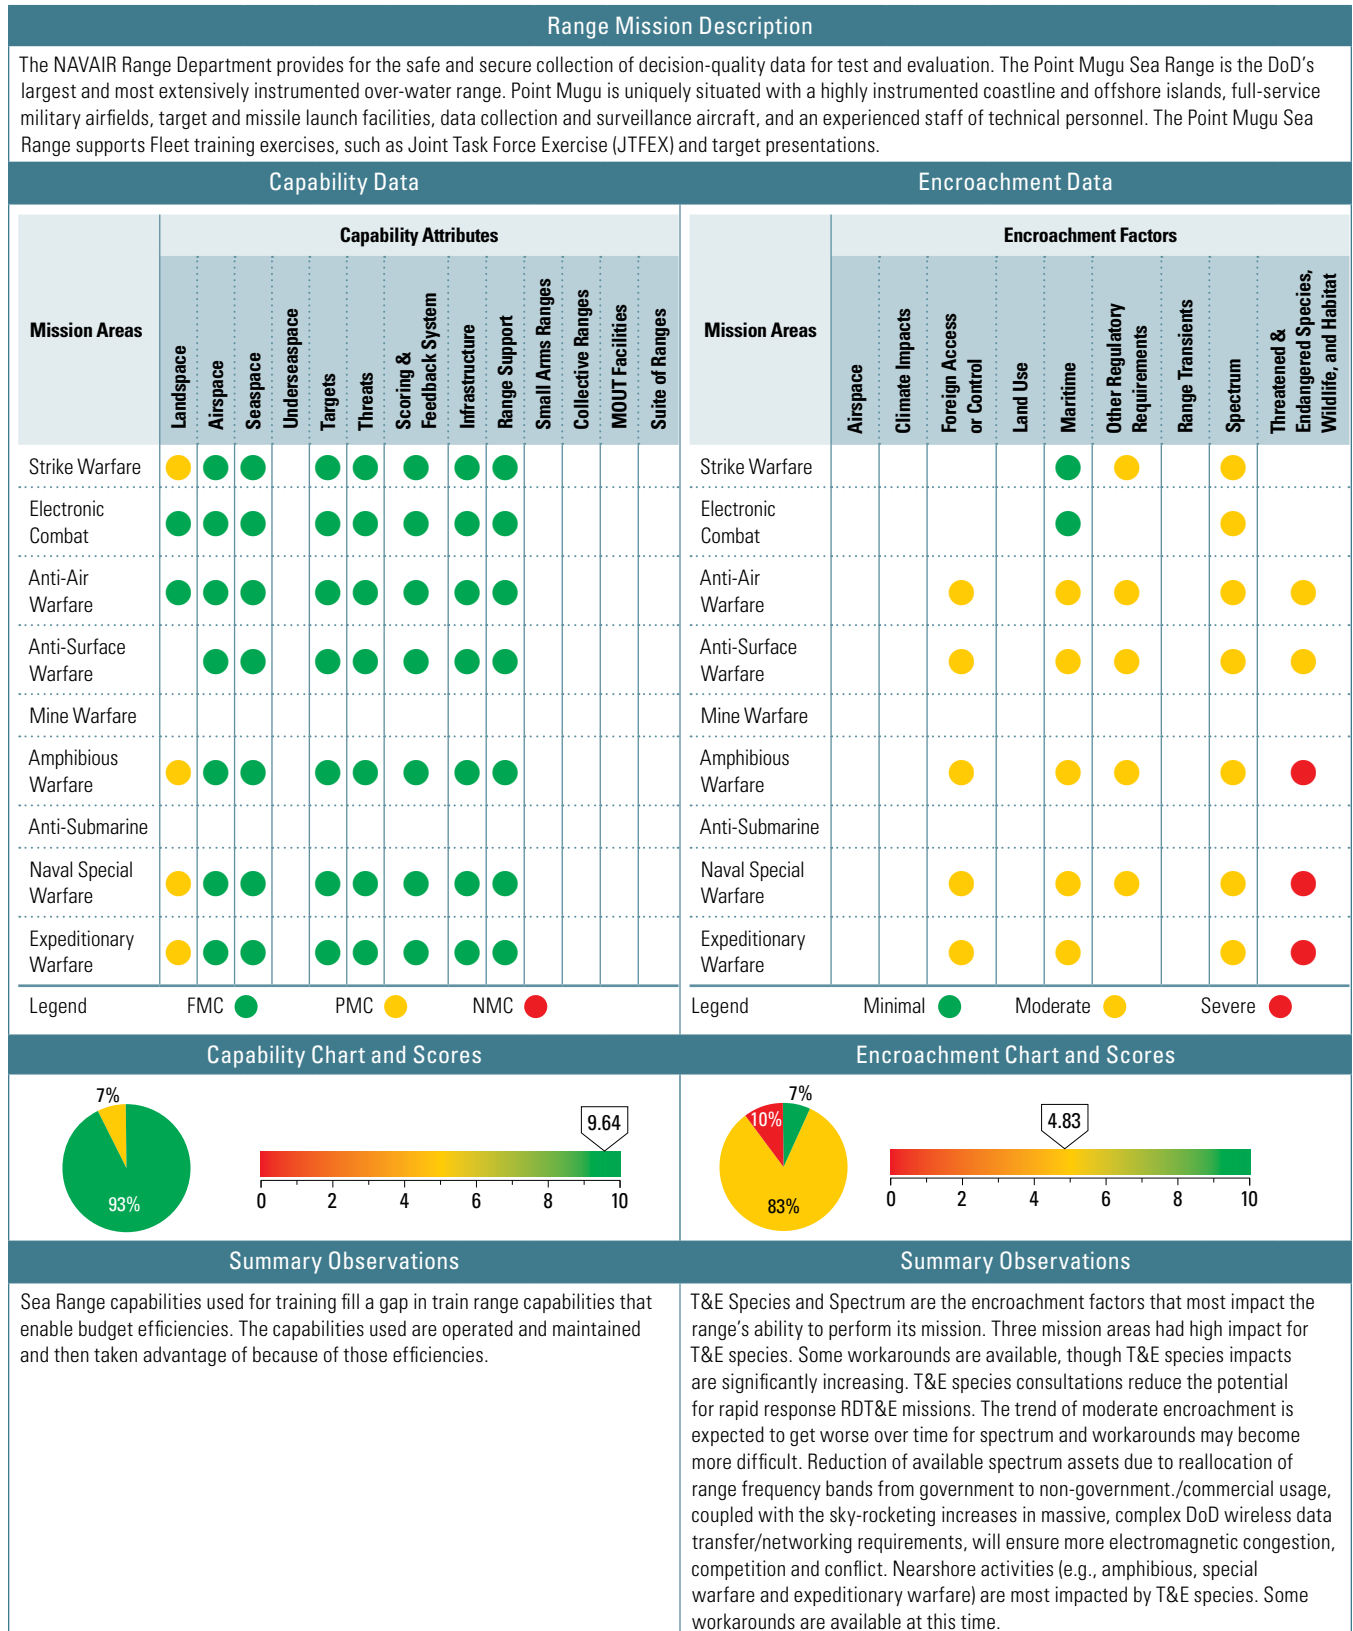 Range Mission Description
The NAVAIR Range Department provides for the safe and secure collection of decision-quality data for test and evaluation. The Point Mugu Sea Range is the DoD's
largest and most extensively instrumented over-water range. Point Mugu is uniquely situated with a highly instrumented coastline and offshore islands, full-service
military airfields, target and missile launch facilities, data collection and surveillance aircraft, and an experienced staff of technical personnel. The Point Mugu Sea
Range supports Fleet training exercises, such as Joint Task Force Exercise (JTFEX) and target presentations.
Capability Data
Mission Areas
Capability Attributes
Landspace
Airspace
Seaspace
Underseaspace
Targets
Threats
Scoring &
Feedback System
Infrastructure
Range Support
Small Arms Ranges
Collective Ranges
MOUT Facilities
Suite of Ranges
Strike Warfare
Electronic
Combat
Anti-Air
Warfare
Anti-Surface
Warfare
Mine Warfare
Amphibious
Warfare
Anti-Submarine
Naval Special
Warfare
Expeditionary
Warfare
Legend FMC PMC NMC
Encroachment Data
Mission Areas
Encroachment Factors
Airspace
Climate Impacts
Foreign Access
or Control
Land Use
Maritime
Other Regulatory
Requirements
Range Transients
Spectrum
Threatened &
Endangered Species,
Wildlife, and Habitat
Strike Warfare
Electronic
Combat
Anti-Air
Warfare
Anti-Surface
Warfare
Mine Warfare
Amphibious
Warfare
Anti-Submarine
Naval Special
Warfare
Expeditionary
Warfare
Legend Minimal Moderate Severe
Capability Chart and Scores
7%
93%
9.64
0 2 4 6 8 10
Encroachment Chart and Scores
7%
10%
83%
4.83
0 2 4 6 8 10
Summary Observations
Sea Range capabilities used for training fill a gap in train range capabilities that
enable budget efficiencies. The capabilities used are operated and maintained
and then taken advantage of because of those efficiencies.
Summary Observations
T&E Species and Spectrum are the encroachment factors that most impact the
range's ability to perform its mission. Three mission areas had high impact for
T&E species. Some workarounds are available, though T&E species impacts
are significantly increasing. T&E species consultations reduce the potential
for rapid response RDT&E missions. The trend of moderate encroachment is
expected to get worse over time for spectrum and workarounds may become
more difficult. Reduction of available spectrum assets due to reallocation of
range frequency bands from government to non-government./commercial usage,
coupled with the sky-rocketing increases in massive, complex DoD wireless data
transfer/networking requirements, will ensure more electromagnetic congestion,
competition and conflict. Nearshore activities (e.g., amphibious, special
warfare and expeditionary warfare) are most impacted by T&E species. Some
workarounds are available at this time.